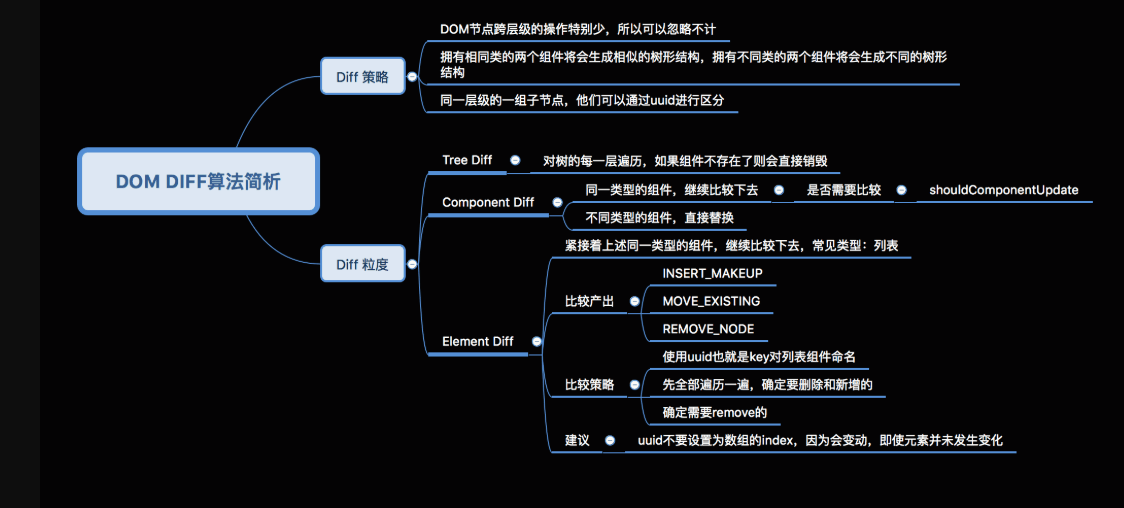 DOM DIFF算法简析
Diff 策略
DOM节点跨层级的操作特别少，所以可以忽略不计
拥有相同类的两个组件将会生成相似的树形结构，拥有不同类的两个组件将会生成不同的树形
结构
同一层级的一组子节点，他们可以通过uuid进行区分
Diff 粒度
Tree Diff
对树的每一层遍历，如果组件不存在了则会直接销毁
Component Diff
同一类型的组件，继续比较下去
是否需要比较
shouldComponentUpdate
不同类型的组件，直接替换
Element Diff
紧接着上述同一类型的组件，继续比较下去，常见类型：列表
比较产出
INSERT_MAKEUP
MOVE_EXISTING
REMOVE_NODE
比较策略
使用uuid也就是key对列表组件命名
先全部遍历一遍，确定要删除和新增的
确定需要remove的
建议
uuid不要设置为数组的index，因为会变动，即使元素并未发生变化